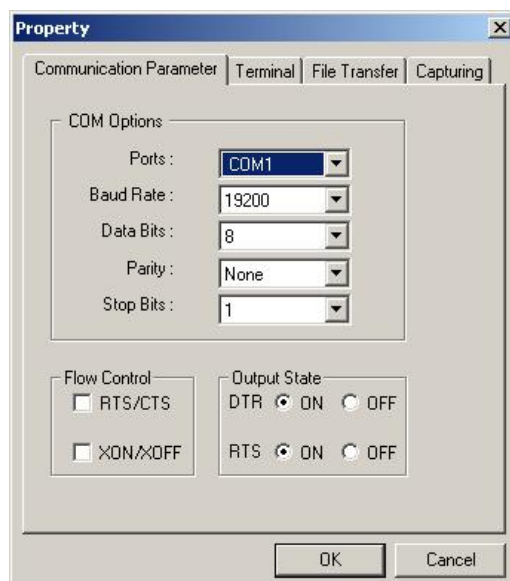 Property
Communication Parameter Terminal File Transfer Capturing
COM Options
Ports : COM1
Baud Rate : 19200
Data Bits : 8
Parity : None
Stop Bits : 1
Flow Control
RTS/CTS
XON/XOFF
Output State
DTR ON OFF
RTS ON OFF
OK Cancel